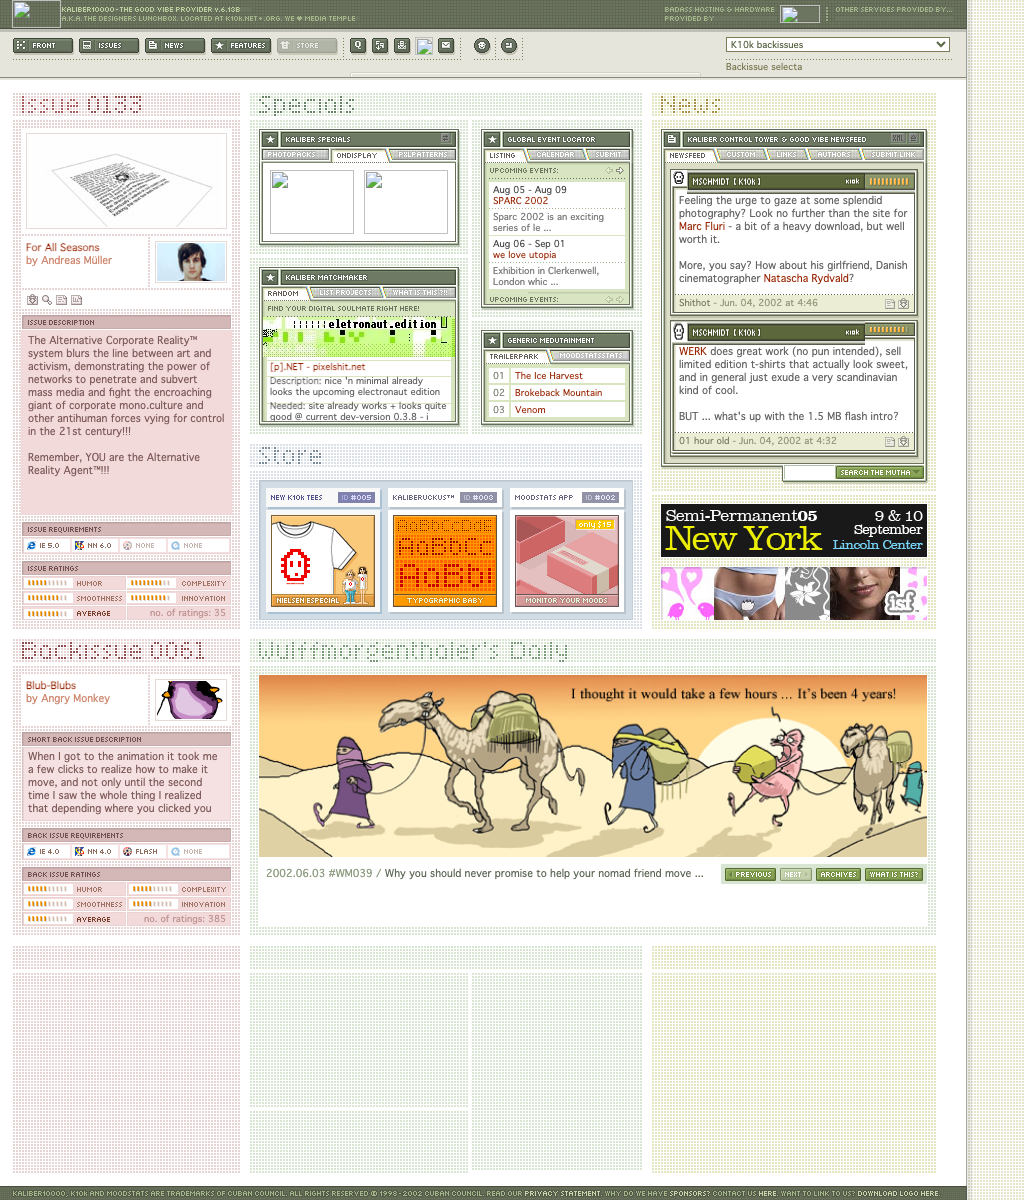 KALIBER10000 - THE GOOD VIBE PROVIDER V.6.13B
A.K.A. THE DESIGNERS LUNCHBOX. LOCATED AT K10K.NET + .ORG. WE ♥ MEDIA TEMPLE
BADASS HOSTING & HARDWARE
PROVIDED BY
OTHER SERVICES PROVIDED BY...
FRONT
ISSUES
NEWS
FEATURES
STORE
K10k backissues
Backissue selecta
Issue 0133
For All Seasons
by Andreas Müller
ISSUE DESCRIPTION
The Alternative Corporate Reality™
system blurs the line between art and
activism, demonstrating the power of
networks to penetrate and subvert
mass media and fight the encroaching
giant of corporate mono.culture and
other antihuman forces vying for control
in the 21st century!!!
Remember, YOU are the Alternative
Reality Agent™!!!
ISSUE REQUIREMENTS
IE 5.0
NN 6.0
NONE
NONE
ISSUE RATINGS
HUMOR
COMPLEXITY
SMOOTHNESS
INNOVATION
AVERAGE
no. of ratings: 35
Specials
KALIBER SPECIALS
PHOTOPACKS
ONDISPLAY
PXLPATTERNS
KALIBER MATCHMAKER
RANDOM
LIST PROJECTS
WHAT IS THIS ?!!
FIND YOUR DIGITAL SOULMATE RIGHT HERE!
eletronaut.edition
[p].NET - pixelshit.net
Description: nice 'n minimal already
looks the upcoming electronaut edition
Needed: site already works + looks quite
good @ current dev-version 0.3.8 - i
GLOBAL EVENT LOCATOR
LISTING
CALENDAR
SUBMIT
UPCOMING EVENTS:
Aug 05 - Aug 09
SPARC 2002
Sparc 2002 is an exciting
series of le ...
Aug 06 - Sep 01
we love utopia
Exhibition in Clerkenwell,
London whic ...
UPCOMING EVENTS:
GENERIC MEDUTAINMENT
TRAILERPARK
MOODSTATSSTATS
01 The Ice Harvest
02 Brokeback Mountain
03 Venom
News
KALIBER CONTROL TOWER & GOOD VIBE NEWSFEED
XML
NEWSFEED
CUSTOM
LINKS
AUTHORS
SUBMIT LINK
MSCHMIDT [ K10K ]
K10K
Feeling the urge to gaze at some splendid
photography? Look no further than the site for
Marc Fluri - a bit of a heavy download, but well
worth it.
More, you say? How about his girlfriend, Danish
cinematographer Natascha Rydvald?
Shithot - Jun. 04, 2002 at 4:46
MSCHMIDT [ K10K ]
WERK does great work (no pun intended), sell
limited edition t-shirts that actually look sweet,
and in general just exude a very scandinavian
kind of cool.
BUT ... what's up with the 1.5 MB flash intro?
01 hour old - Jun. 04, 2002 at 4:32
SEARCH THE MUTHA
Store
NEW K10K TEES
ID #005
KALIBERUCKUS™
ID #003
MOODSTATS APP
ID #002
NIELSEN ESPECIAL
AaBbCcDdE
AaBbCc
AaBb
TYPOGRAPHIC BABY
only $15
MONITOR YOUR MOODS
Semi-Permanent05
New York
9 & 10
September
Lincoln Center
isf
Backissue 0061
Blub-Blubs
by Angry Monkey
SHORT BACK ISSUE DESCRIPTION
When I got to the animation it took me
a few clicks to realize how to make it
move, and not only until the second
time I saw the whole thing I realized
that depending where you clicked you
BACK ISSUE REQUIREMENTS
IE 4.0
NN 4.0
FLASH
NONE
BACK ISSUE RATINGS
HUMOR
COMPLEXITY
SMOOTHNESS
INNOVATION
AVERAGE
no. of ratings: 385
Wulffmorgenthaler's Daily
I thought it would take a few hours ... It's been 4 years!
2002.06.03 #WM039 / Why you should never promise to help your nomad friend move ...
PREVIOUS
NEXT
ARCHIVES
WHAT IS THIS?
KALIBER10000, K10K AND MOODSTATS ARE TRADEMARKS OF CUBAN COUNCIL. ALL RIGHTS RESERVED © 1998 - 2002 CUBAN COUNCIL. READ OUR PRIVACY STATEMENT. WHY DO WE HAVE SPONSORS? CONTACT US HERE. WANT TO LINK TO US? DOWNLOAD LOGO HERE.